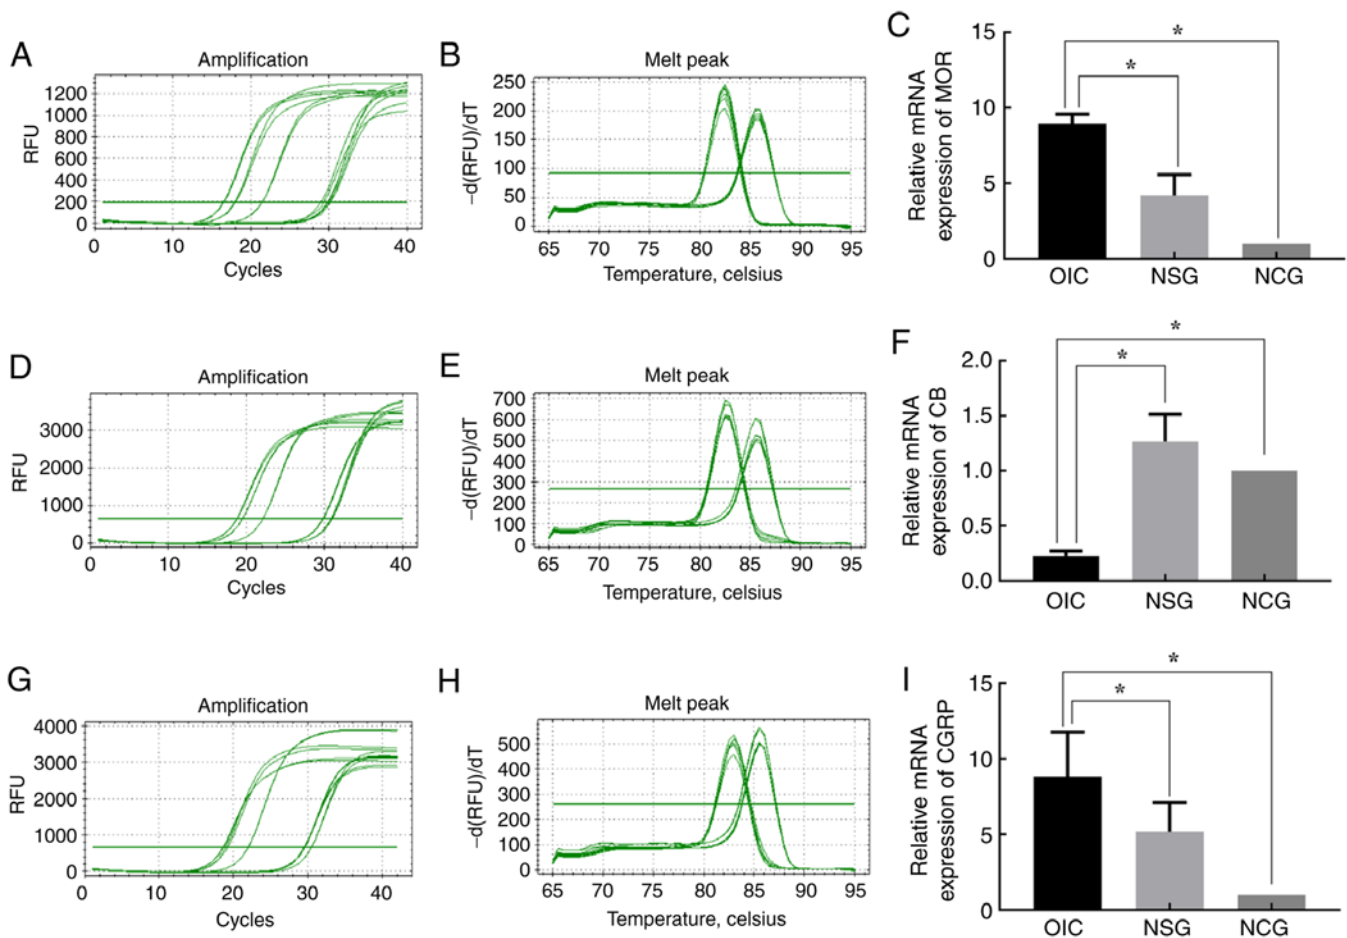 A
Amplification
RFU
1200
1000
800
600
400
200
0
0 10 20 30 40
Cycles
B
Melt peak
–d(RFU)/dT
250
200
150
100
50
0
65 70 75 80 85 90 95
Temperature, celsius
C
Relative mRNA
expression of MOR
15
10
5
0
*
*
OIC NSG NCG
D
Amplification
RFU
3000
2000
1000
0
0 10 20 30 40
Cycles
E
Melt peak
–d(RFU)/dT
700
600
500
400
300
200
100
0
65 70 75 80 85 90 95
Temperature, celsius
F
Relative mRNA
expression of CB
2.0
1.5
1.0
0.5
0.0
*
*
OIC NSG NCG
G
Amplification
RFU
4000
3000
2000
1000
0
0 10 20 30 40
Cycles
H
Melt peak
–d(RFU)/dT
500
400
300
200
100
0
65 70 75 80 85 90 95
Temperature, celsius
I
Relative mRNA
expression of CGRP
15
10
5
0
*
*
OIC NSG NCG